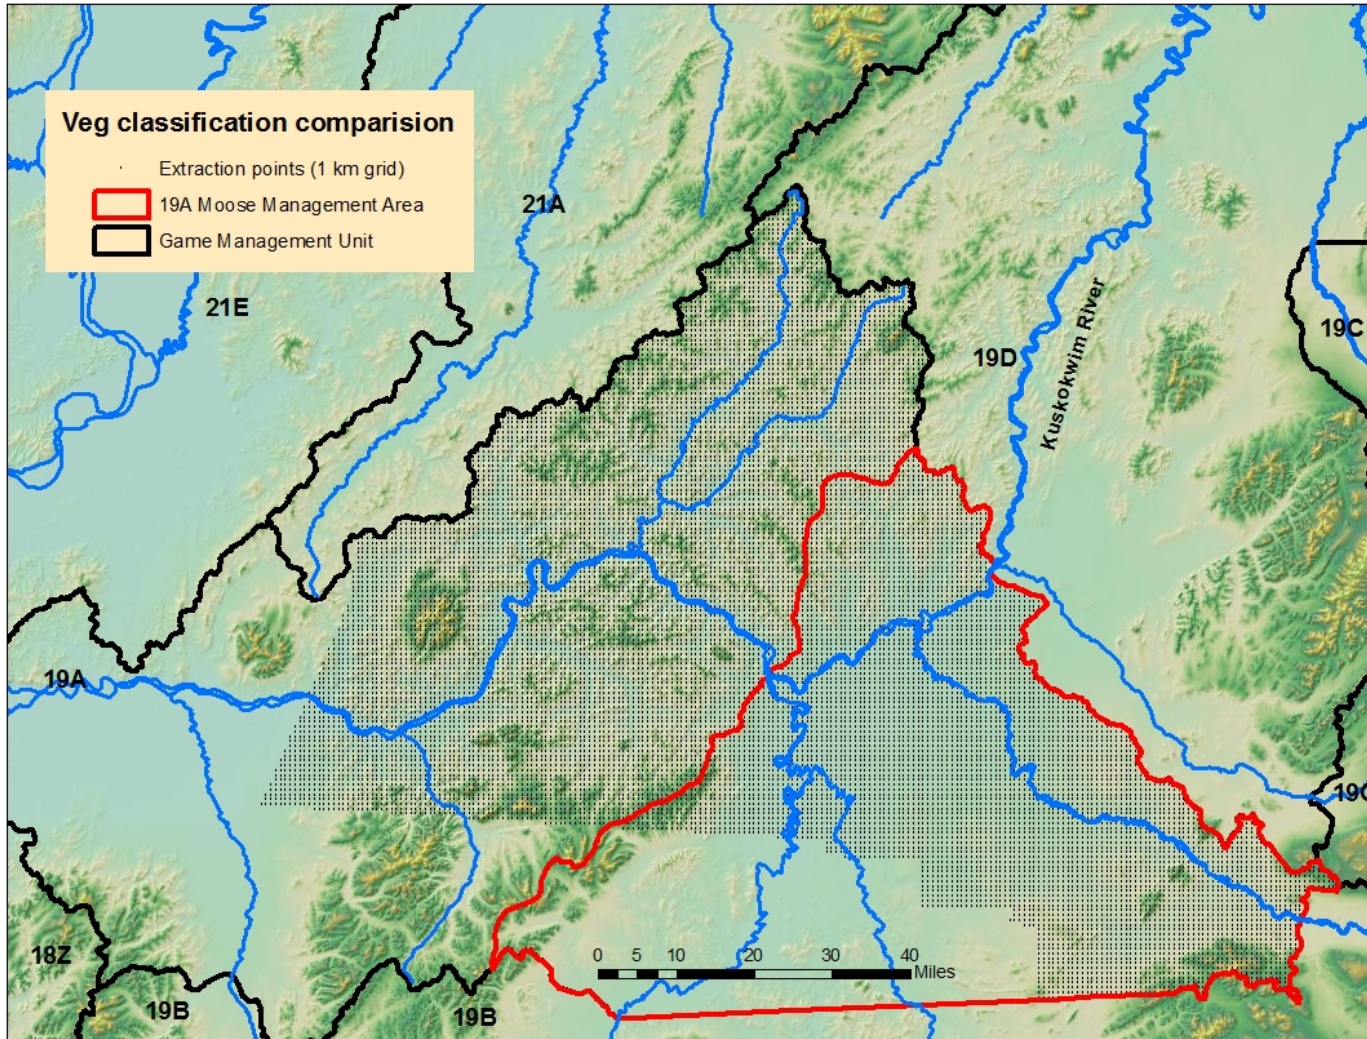 Veg classification comparision
Extraction points (1 km grid)
19A Moose Management Area
Game Management Unit
21A
21E
19C
19D
Kuskokwim River
19A
19C
18Z
19B
19B
0 5 10 20 30 40
Miles